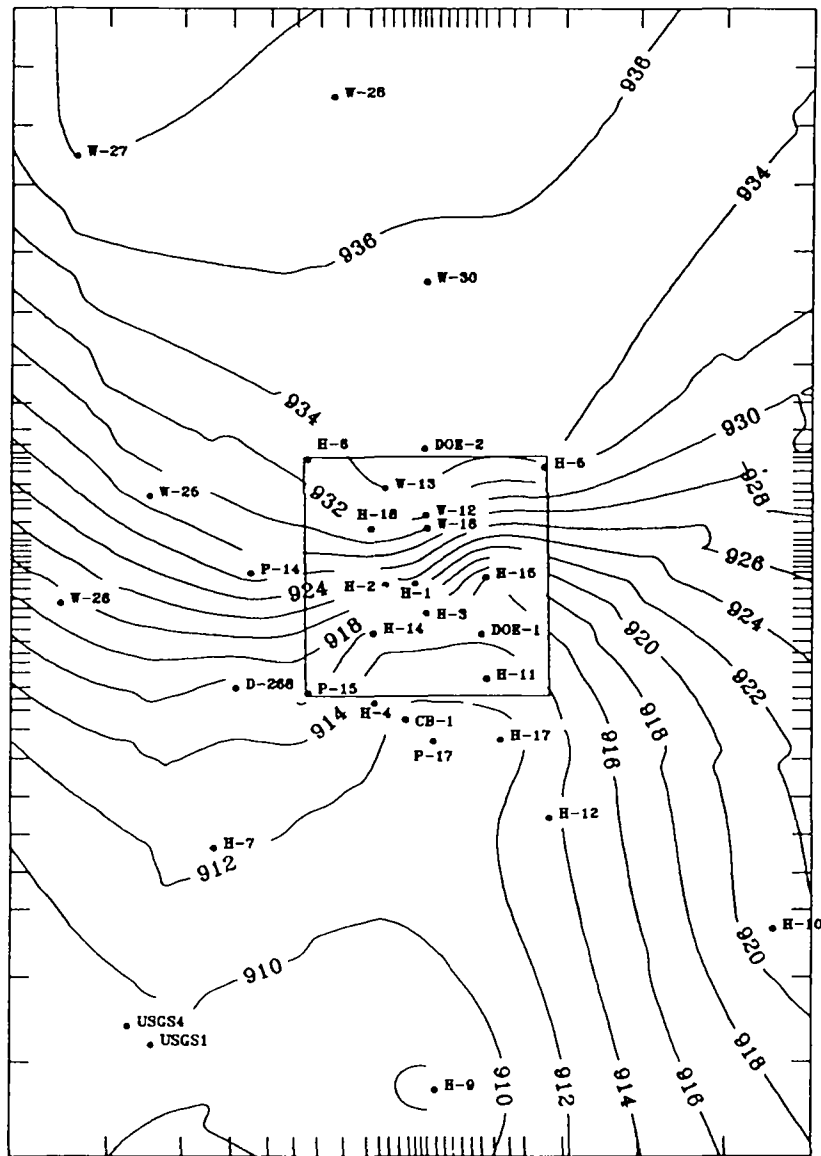 936
W-28
W-27
934
936
W-30
934
930
H-6
DOE-2
H-5
928
W-13
W-25
932
W-12
H-18
W-18
926
P-14
924
H-2
H-1
H-15
W-26
924
H-3
918
H-14
DOE-1
920
922
D-268
P-15
H-11
H-4
914
CB-1
918
P-17
H-17
916
H-12
H-7
912
H-10
920
910
USGS4
USGS1
918
H-9
910
912
914
916